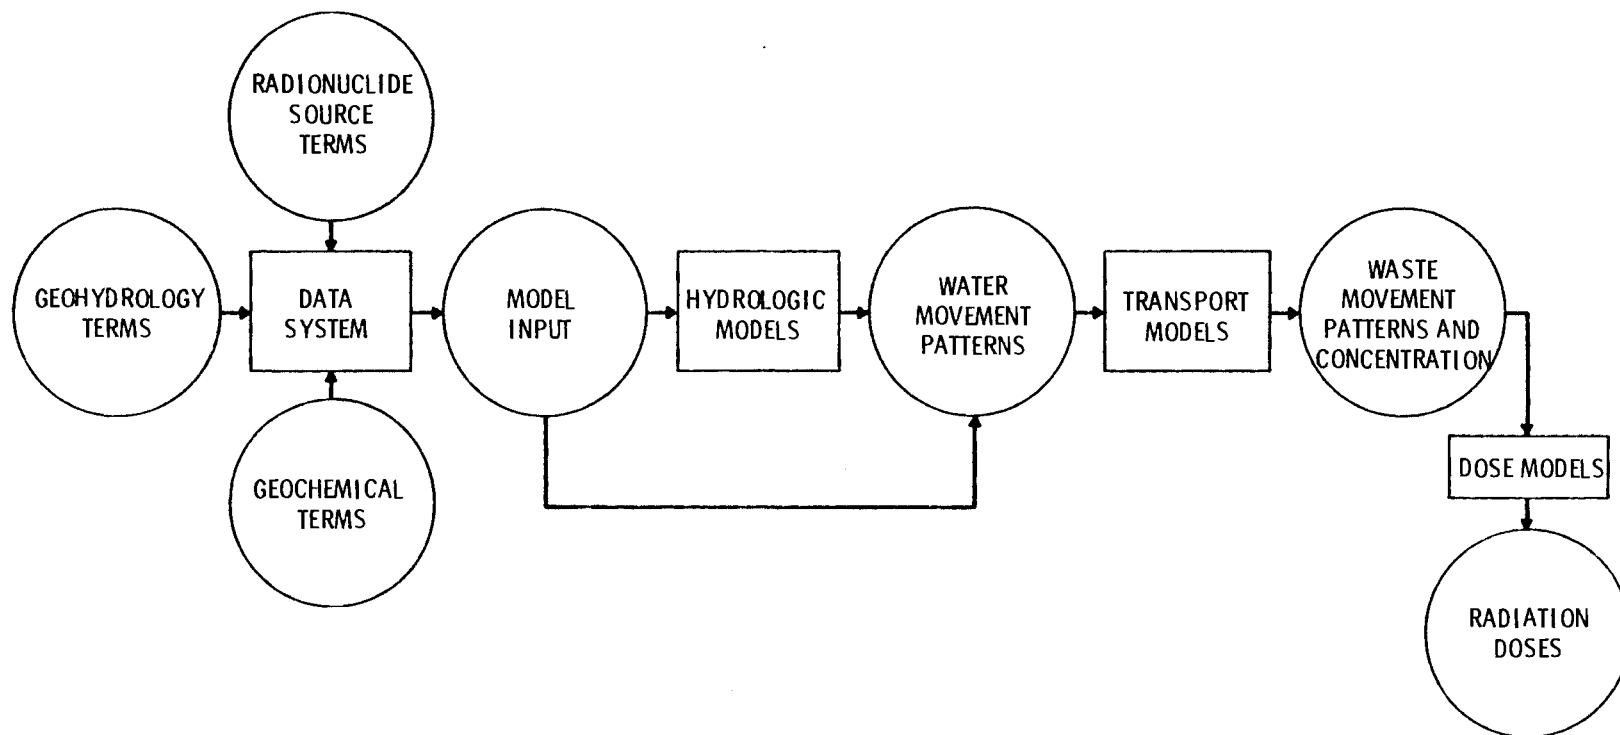 RADIONUCLIDE
SOURCE
TERMS
GEOHYDROLOGY
TERMS
DATA
SYSTEM
GEOCHEMICAL
TERMS
MODEL
INPUT
HYDROLOGIC
MODELS
WATER
MOVEMENT
PATTERNS
TRANSPORT
MODELS
WASTE
MOVEMENT
PATTERNS AND
CONCENTRATION
DOSE MODELS
RADIATION
DOSES